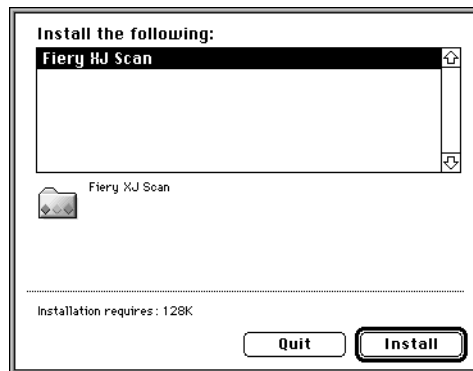 Install the following:
Fiery XJ Scan
Fiery XJ Scan
Installation requires: 128K
Quit
Install